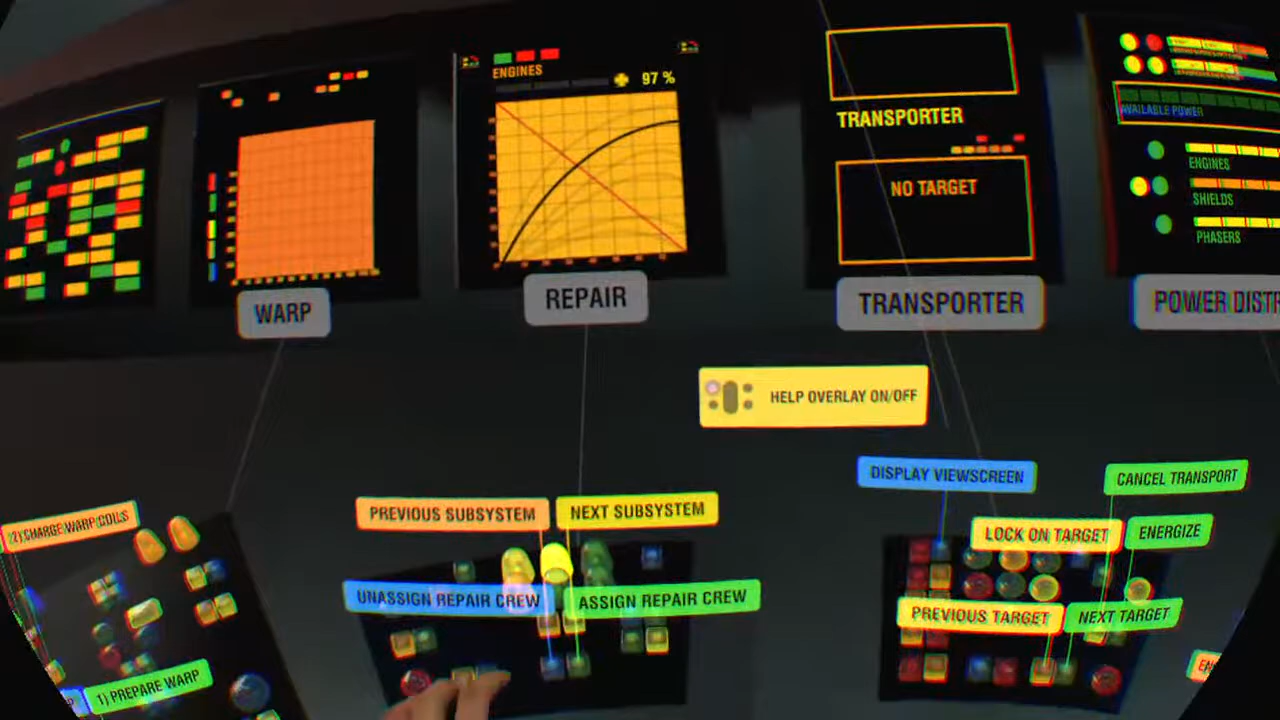 ENGINES
97 %
TRANSPORTER
NO TARGET
AVAILABLE POWER
ENGINES
SHIELDS
PHASERS
WARP
REPAIR
TRANSPORTER
POWER DISTR
HELP OVERLAY ON/OFF
DISPLAY VIEWSCREEN
CANCEL TRANSPORT
2) CHARGE WARP COILS
PREVIOUS SUBSYSTEM
NEXT SUBSYSTEM
LOCK ON TARGET
ENERGIZE
UNASSIGN REPAIR CREW
ASSIGN REPAIR CREW
PREVIOUS TARGET
NEXT TARGET
1) PREPARE WARP